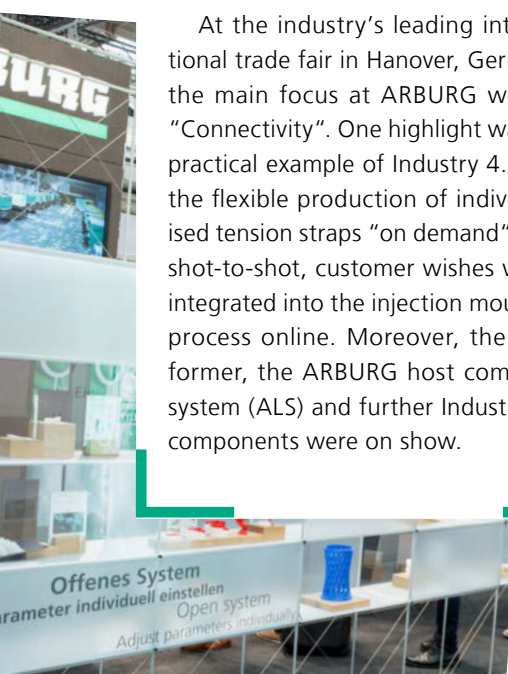 At the industry’s leading int
tional trade fair in Hanover, Ger
the main focus at ARBURG w
“Connectivity“. One highlight wa
practical example of Industry 4.
the flexible production of indiv
ised tension straps “on demand“
shot-to-shot, customer wishes w
integrated into the injection mou
process online. Moreover, the
former, the ARBURG host com
system (ALS) and further Indust
components were on show.
BURG
Offenes System
arameter individuell einstellen
Open system
Adjust parameters individually